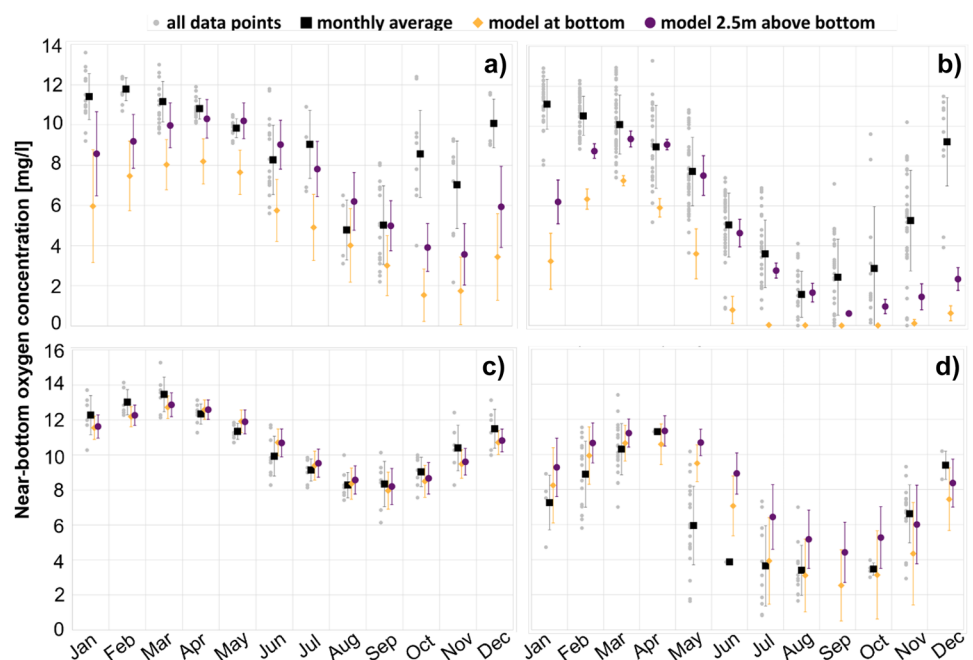 all data points monthly average model at bottom model 2.5m above bottom
Near-bottom oxygen concentration [mg/l]
14
12
10
8
6
4
2
0
a)
b)
16
14
12
10
8
6
4
2
0
c)
d)
Jan Feb Mar Apr May Jun Jul Aug Sep Oct Nov Dec
Jan Feb Mar Apr May Jun Jul Aug Sep Oct Nov Dec